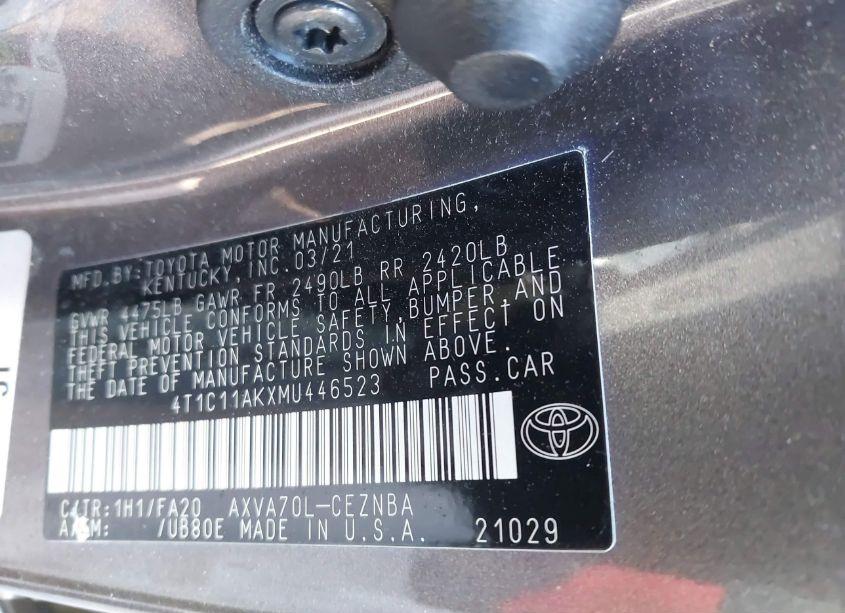 MFD.BY:TOYOTA MOTOR MANUFACTURING,
KENTUCKY, INC. 03/21
GVWR 4475LB GAWR FR 2490LB RR 2420LB
THIS VEHICLE CONFORMS TO ALL APPLICABLE
FEDERAL MOTOR VEHICLE SAFETY,BUMPER,AND
THEFT PREVENTION STANDARDS IN EFFECT ON
THE DATE OF MANUFACTURE SHOWN ABOVE.
4T1C11AKXMU446523 PASS.CAR
C/TR:1H1/FA20 AXVA70L-CEZNBA
/UB80E MADE IN U.S.A. 21029